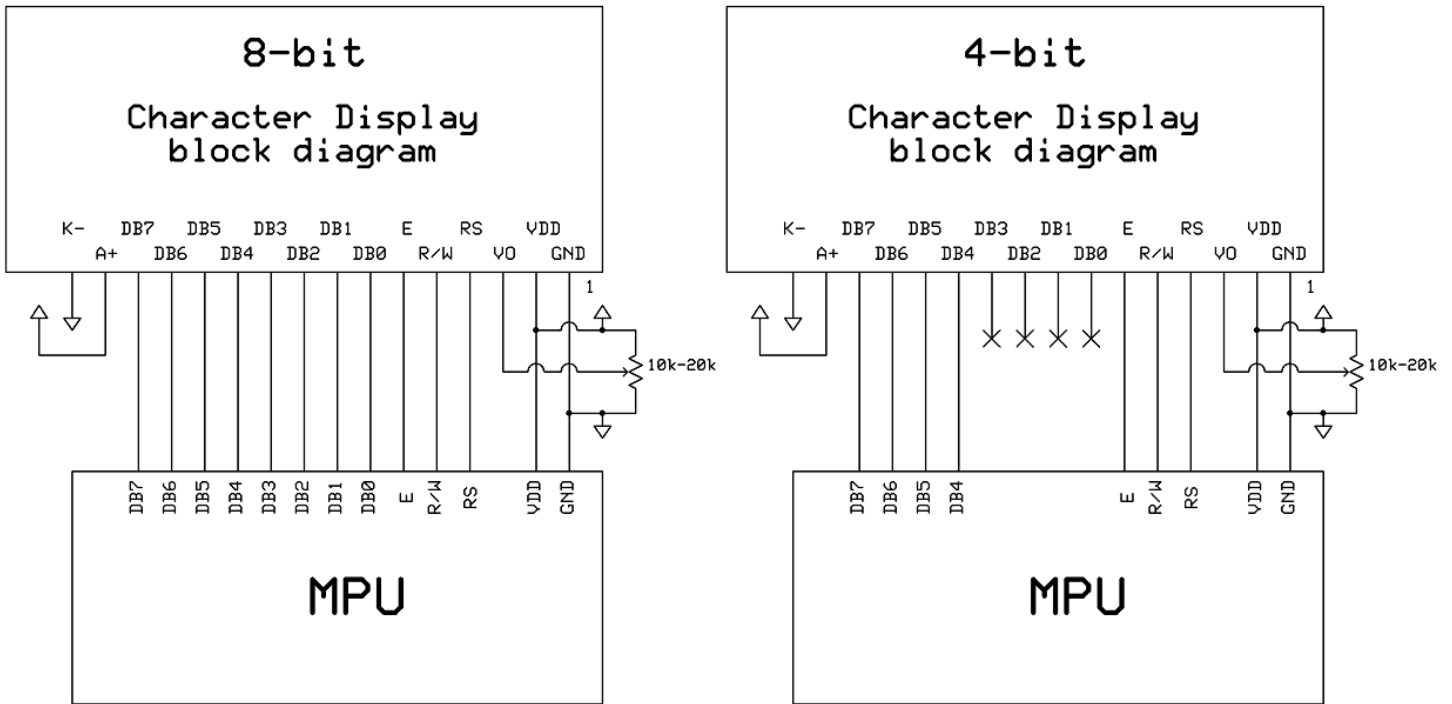 8-bit
Character Display
block diagram
K- DB7 DB5 DB3 DB1 E RS VDD
A+ DB6 DB4 DB2 DB0 R/W VO GND
1
10k-20k
DB7 DB6 DB5 DB4 DB3 DB2 DB1 DB0 E R/W RS VDD GND
MPU
4-bit
Character Display
block diagram
K- DB7 DB5 DB3 DB1 E RS VDD
A+ DB6 DB4 DB2 DB0 R/W VO GND
1
10k-20k
DB7 DB6 DB5 DB4 E R/W RS VDD GND
MPU